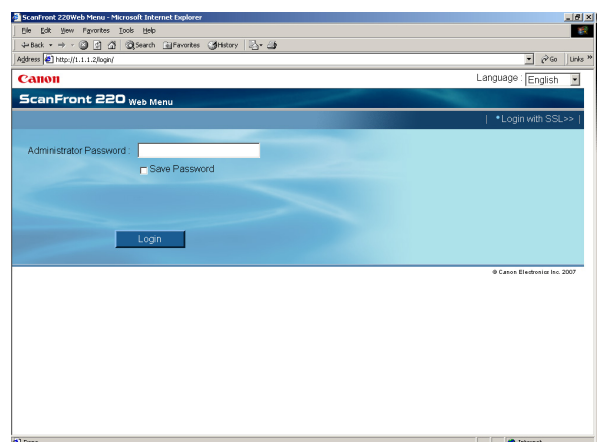 ScanFront 220Web Menu - Microsoft Internet Explorer
File Edit View Favorites Tools Help
Back Search Favorites History
Address http://1.1.1.2/login/ Go Links »
Canon Language : English
ScanFront 220 Web Menu
| *Login with SSL>> |
Administrator Password :
Save Password
Login
© Canon Electronics Inc. 2007
Done Internet